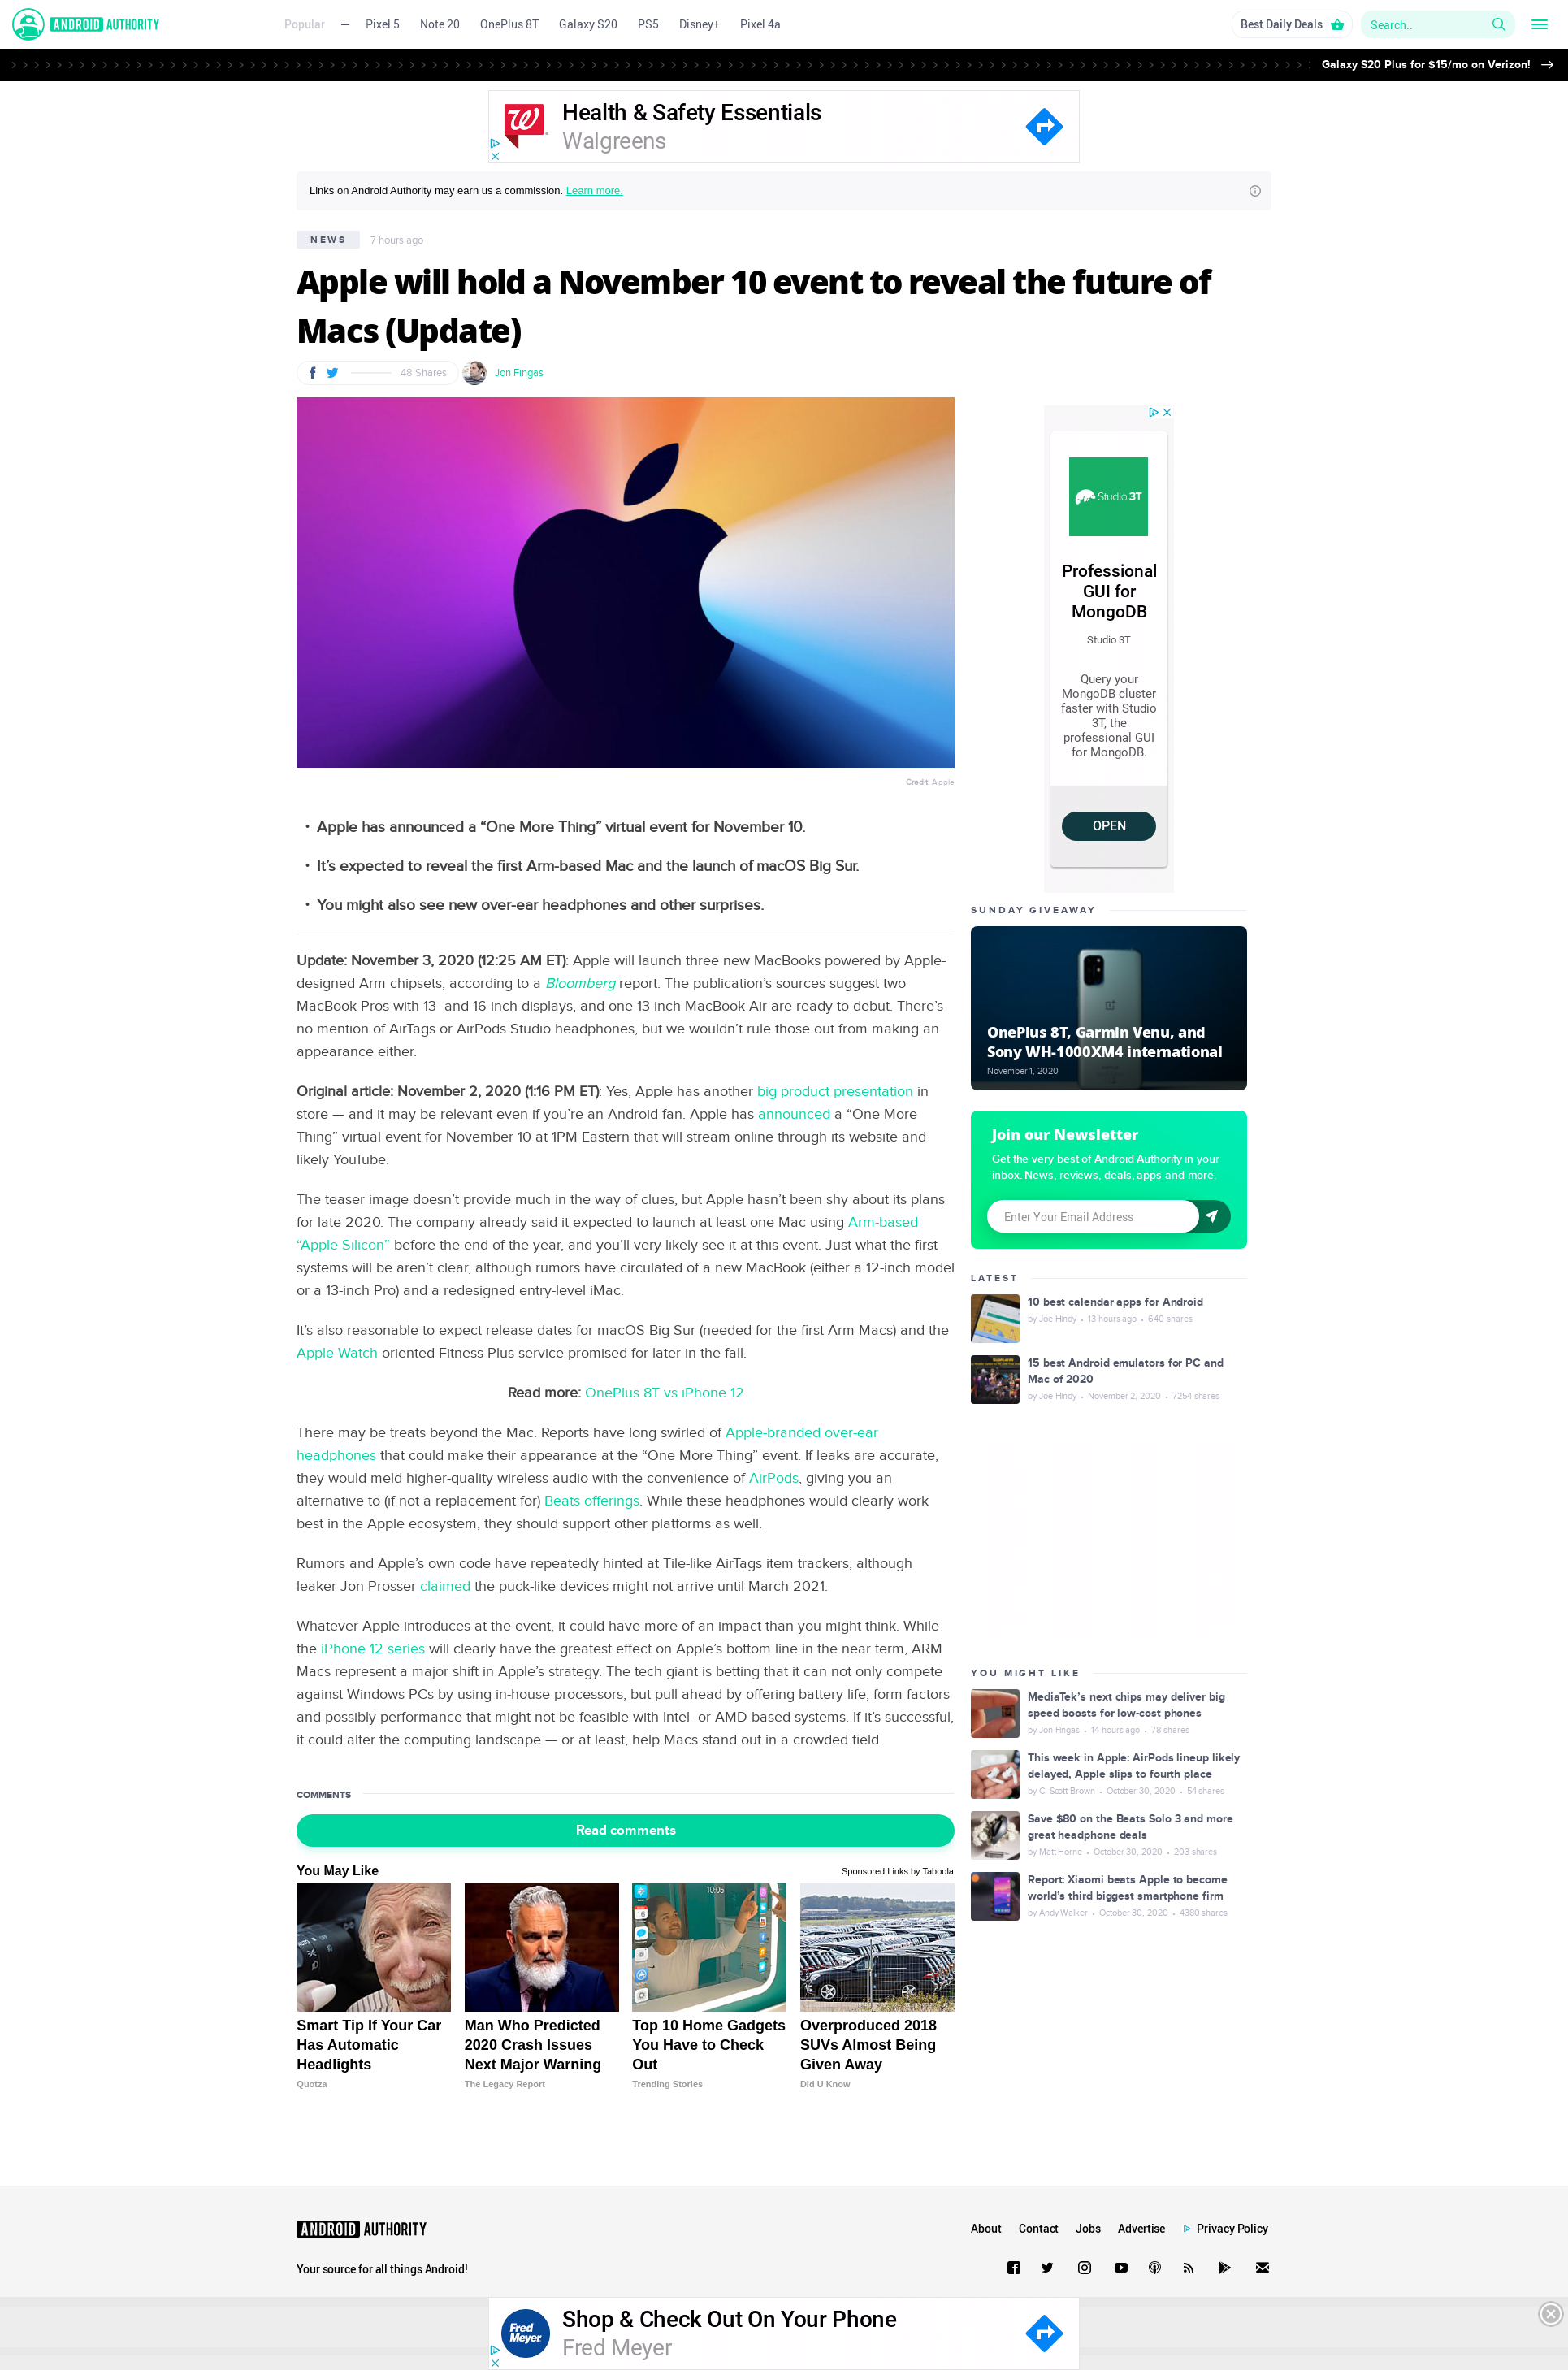 ANDROID AUTHORITY
Popular — Pixel 5 Note 20 OnePlus 8T Galaxy S20 PS5 Disney+ Pixel 4a
Best Daily Deals
Search..
Galaxy S20 Plus for $15/mo on Verizon!
Health & Safety Essentials
Walgreens
Links on Android Authority may earn us a commission. Learn more.
NEWS 7 hours ago
Apple will hold a November 10 event to reveal the future of
Macs (Update)
48 Shares Jon Fingas
Credit: Apple
• Apple has announced a “One More Thing” virtual event for November 10.
• It’s expected to reveal the first Arm-based Mac and the launch of macOS Big Sur.
• You might also see new over-ear headphones and other surprises.
Update: November 3, 2020 (12:25 AM ET): Apple will launch three new MacBooks powered by Apple-
designed Arm chipsets, according to a Bloomberg report. The publication’s sources suggest two
MacBook Pros with 13- and 16-inch displays, and one 13-inch MacBook Air are ready to debut. There’s
no mention of AirTags or AirPods Studio headphones, but we wouldn’t rule those out from making an
appearance either.
Original article: November 2, 2020 (1:16 PM ET): Yes, Apple has another big product presentation in
store — and it may be relevant even if you’re an Android fan. Apple has announced a “One More
Thing” virtual event for November 10 at 1PM Eastern that will stream online through its website and
likely YouTube.
The teaser image doesn’t provide much in the way of clues, but Apple hasn’t been shy about its plans
for late 2020. The company already said it expected to launch at least one Mac using Arm-based
“Apple Silicon” before the end of the year, and you’ll very likely see it at this event. Just what the first
systems will be aren’t clear, although rumors have circulated of a new MacBook (either a 12-inch model
or a 13-inch Pro) and a redesigned entry-level iMac.
It’s also reasonable to expect release dates for macOS Big Sur (needed for the first Arm Macs) and the
Apple Watch-oriented Fitness Plus service promised for later in the fall.
Read more: OnePlus 8T vs iPhone 12
There may be treats beyond the Mac. Reports have long swirled of Apple-branded over-ear
headphones that could make their appearance at the “One More Thing” event. If leaks are accurate,
they would meld higher-quality wireless audio with the convenience of AirPods, giving you an
alternative to (if not a replacement for) Beats offerings. While these headphones would clearly work
best in the Apple ecosystem, they should support other platforms as well.
Rumors and Apple’s own code have repeatedly hinted at Tile-like AirTags item trackers, although
leaker Jon Prosser claimed the puck-like devices might not arrive until March 2021.
Whatever Apple introduces at the event, it could have more of an impact than you might think. While
the iPhone 12 series will clearly have the greatest effect on Apple’s bottom line in the near term, ARM
Macs represent a major shift in Apple’s strategy. The tech giant is betting that it can not only compete
against Windows PCs by using in-house processors, but pull ahead by offering battery life, form factors
and possibly performance that might not be feasible with Intel- or AMD-based systems. If it’s successful,
it could alter the computing landscape — or at least, help Macs stand out in a crowded field.
COMMENTS
Read comments
You May Like
Sponsored Links by Taboola
16
10:05
Smart Tip If Your Car
Has Automatic
Headlights
Quotza
Man Who Predicted
2020 Crash Issues
Next Major Warning
The Legacy Report
Top 10 Home Gadgets
You Have to Check
Out
Trending Stories
Overproduced 2018
SUVs Almost Being
Given Away
Did U Know
Studio 3T
Professional
GUI for
MongoDB
Studio 3T
Query your
MongoDB cluster
faster with Studio
3T, the
professional GUI
for MongoDB.
OPEN
SUNDAY GIVEAWAY
OnePlus 8T, Garmin Venu, and
Sony WH-1000XM4 international
November 1, 2020
Join our Newsletter
Get the very best of Android Authority in your
inbox. News, reviews, deals, apps and more.
Enter Your Email Address
LATEST
10 best calendar apps for Android
by Joe Hindy • 13 hours ago • 640 shares
15 best Android emulators for PC and
Mac of 2020
by Joe Hindy • November 2, 2020 • 7254 shares
YOU MIGHT LIKE
MediaTek’s next chips may deliver big
speed boosts for low-cost phones
by Jon Fingas • 14 hours ago • 78 shares
This week in Apple: AirPods lineup likely
delayed, Apple slips to fourth place
by C. Scott Brown • October 30, 2020 • 54 shares
Save $80 on the Beats Solo 3 and more
great headphone deals
by Matt Horne • October 30, 2020 • 203 shares
Report: Xiaomi beats Apple to become
world’s third biggest smartphone firm
by Andy Walker • October 30, 2020 • 4380 shares
ANDROID AUTHORITY
Your source for all things Android!
About Contact Jobs Advertise Privacy Policy
Fred Meyer
Shop & Check Out On Your Phone
Fred Meyer